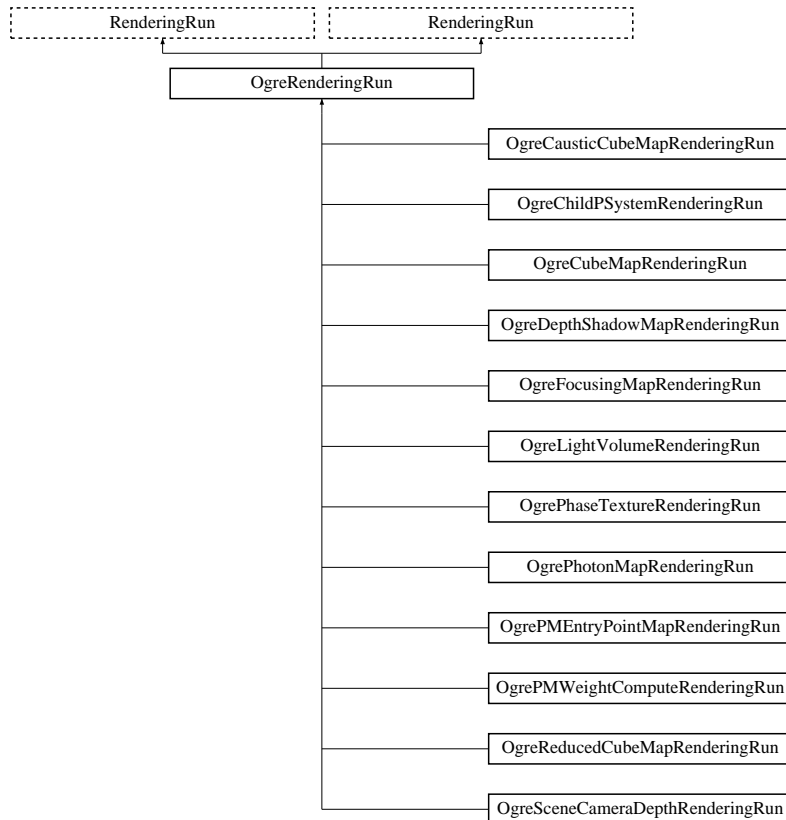 RenderingRun
RenderingRun
OgreRenderingRun
OgreCausticCubeMapRenderingRun
OgreChildPSystemRenderingRun
OgreCubeMapRenderingRun
OgreDepthShadowMapRenderingRun
OgreFocusingMapRenderingRun
OgreLightVolumeRenderingRun
OgrePhaseTextureRenderingRun
OgrePhotonMapRenderingRun
OgrePMEntryPointMapRenderingRun
OgrePMWeightComputeRenderingRun
OgreReducedCubeMapRenderingRun
OgreSceneCameraDepthRenderingRun